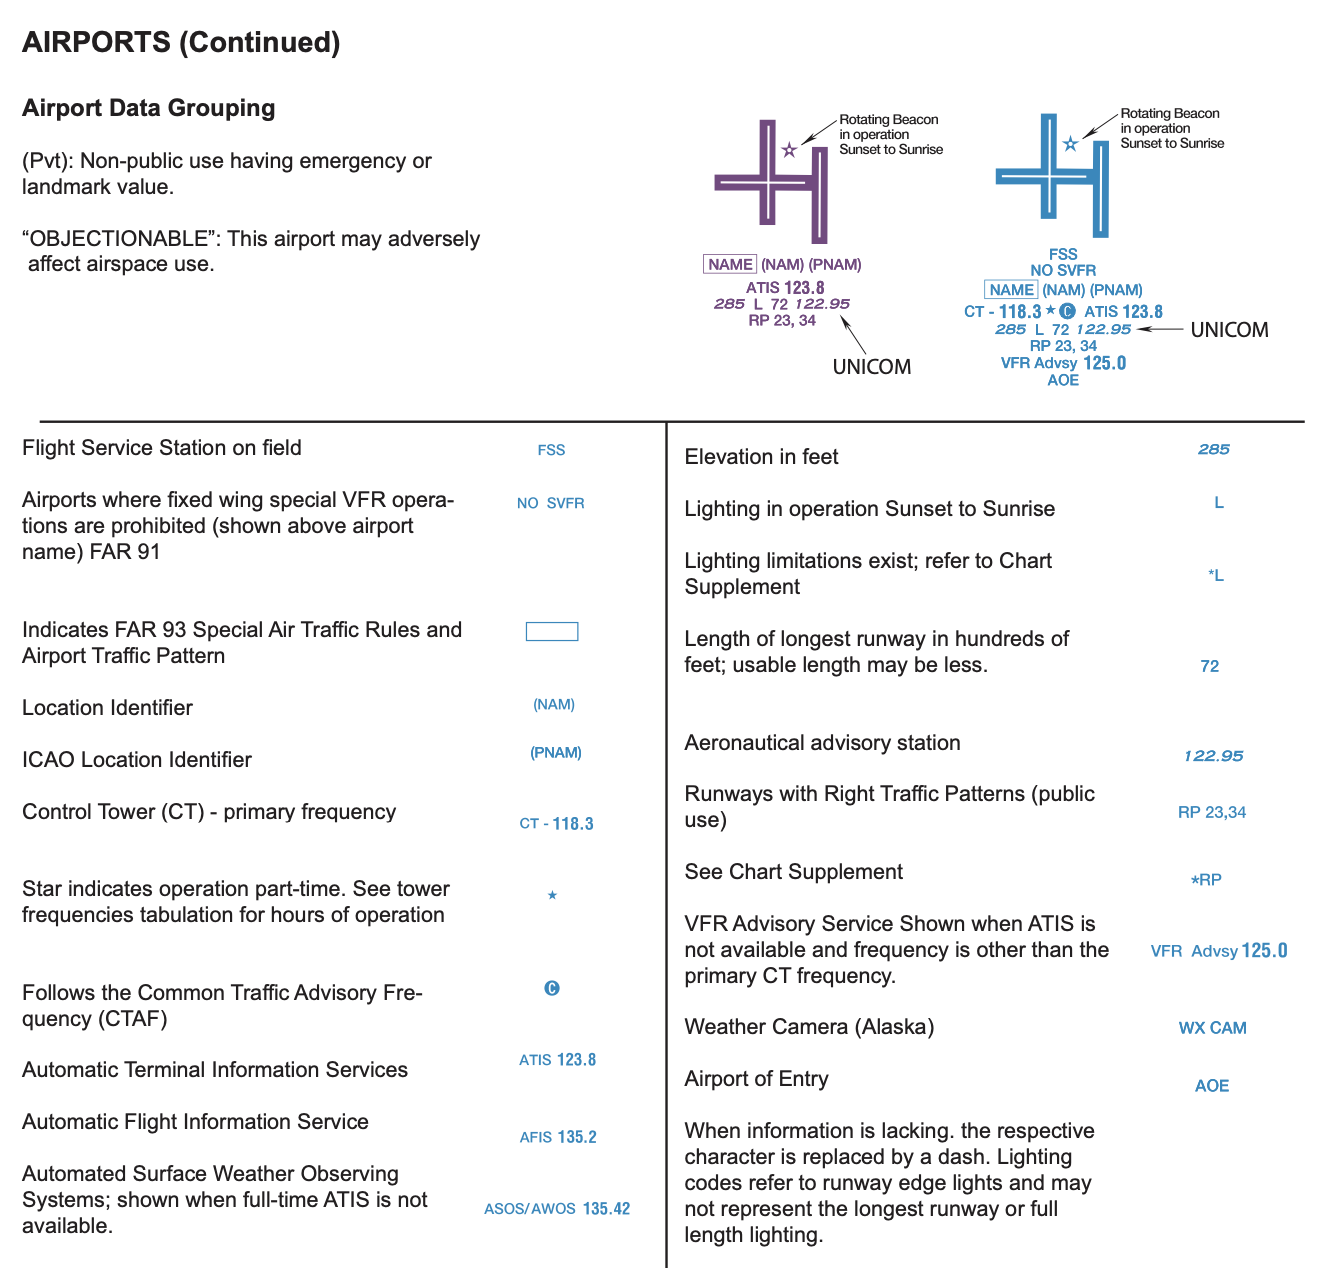 AIRPORTS (Continued)
Airport Data Grouping
(Pvt): Non-public use having emergency or
landmark value.
“OBJECTIONABLE”: This airport may adversely
affect airspace use.
Rotating Beacon
in operation
Sunset to Sunrise
NAME (NAM) (PNAM)
ATIS 123.8
285 L 72 122.95
RP 23, 34
UNICOM
Rotating Beacon
in operation
Sunset to Sunrise
FSS
NO SVFR
NAME (NAM) (PNAM)
CT - 118.3 ★ C ATIS 123.8
285 L 72 122.95
UNICOM
RP 23, 34
VFR Advsy 125.0
AOE
Flight Service Station on field
FSS
Airports where fixed wing special VFR opera-
tions are prohibited (shown above airport
name) FAR 91
NO SVFR
Indicates FAR 93 Special Air Traffic Rules and
Airport Traffic Pattern
Location Identifier
(NAM)
ICAO Location Identifier
(PNAM)
Control Tower (CT) - primary frequency
CT - 118.3
Star indicates operation part-time. See tower
frequencies tabulation for hours of operation
★
Follows the Common Traffic Advisory Fre-
quency (CTAF)
C
Automatic Terminal Information Services
ATIS 123.8
Automatic Flight Information Service
AFIS 135.2
Automated Surface Weather Observing
Systems; shown when full-time ATIS is not
available.
ASOS/AWOS 135.42
Elevation in feet
285
Lighting in operation Sunset to Sunrise
L
Lighting limitations exist; refer to Chart
Supplement
*L
Length of longest runway in hundreds of
feet; usable length may be less.
72
Aeronautical advisory station
122.95
Runways with Right Traffic Patterns (public
use)
RP 23,34
See Chart Supplement
*RP
VFR Advisory Service Shown when ATIS is
not available and frequency is other than the
primary CT frequency.
VFR Advsy 125.0
Weather Camera (Alaska)
WX CAM
Airport of Entry
AOE
When information is lacking. the respective
character is replaced by a dash. Lighting
codes refer to runway edge lights and may
not represent the longest runway or full
length lighting.